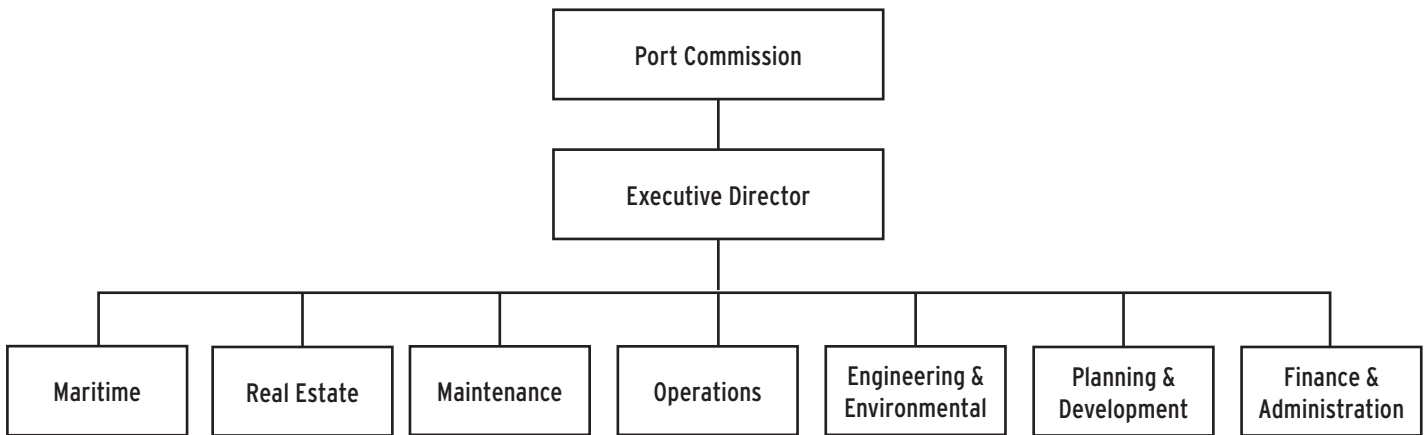 Port Commission
Executive Director
Maritime
Real Estate
Maintenance
Operations
Engineering &
Environmental
Planning &
Development
Finance &
Administration